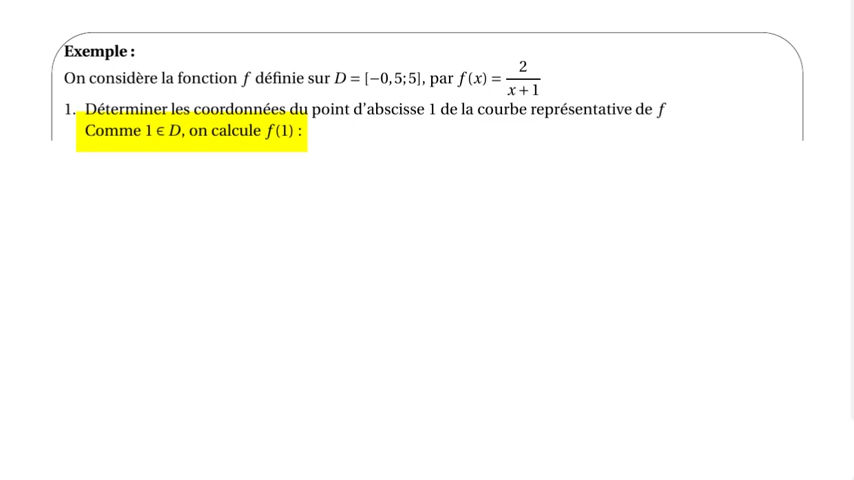 Exemple :
On considère la fonction f définie sur D = [−0,5;5], par f(x) = 2/(x+1)
1. Déterminer les coordonnées du point d'abscisse 1 de la courbe représentative de f
Comme 1 ∈ D, on calcule f(1) :